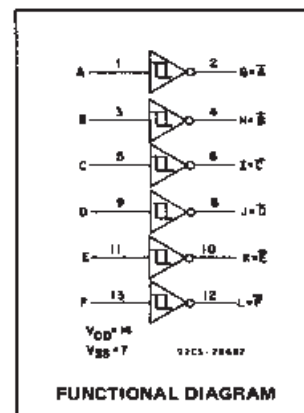 A 1 2 G=A̅
B 3 4 H=B̅
C 5 6 I=C̅
D 9 8 J=D̅
E 11 10 K=E̅
F 13 12 L=F̅
VDD=14
VSS=7
FUNCTIONAL DIAGRAM